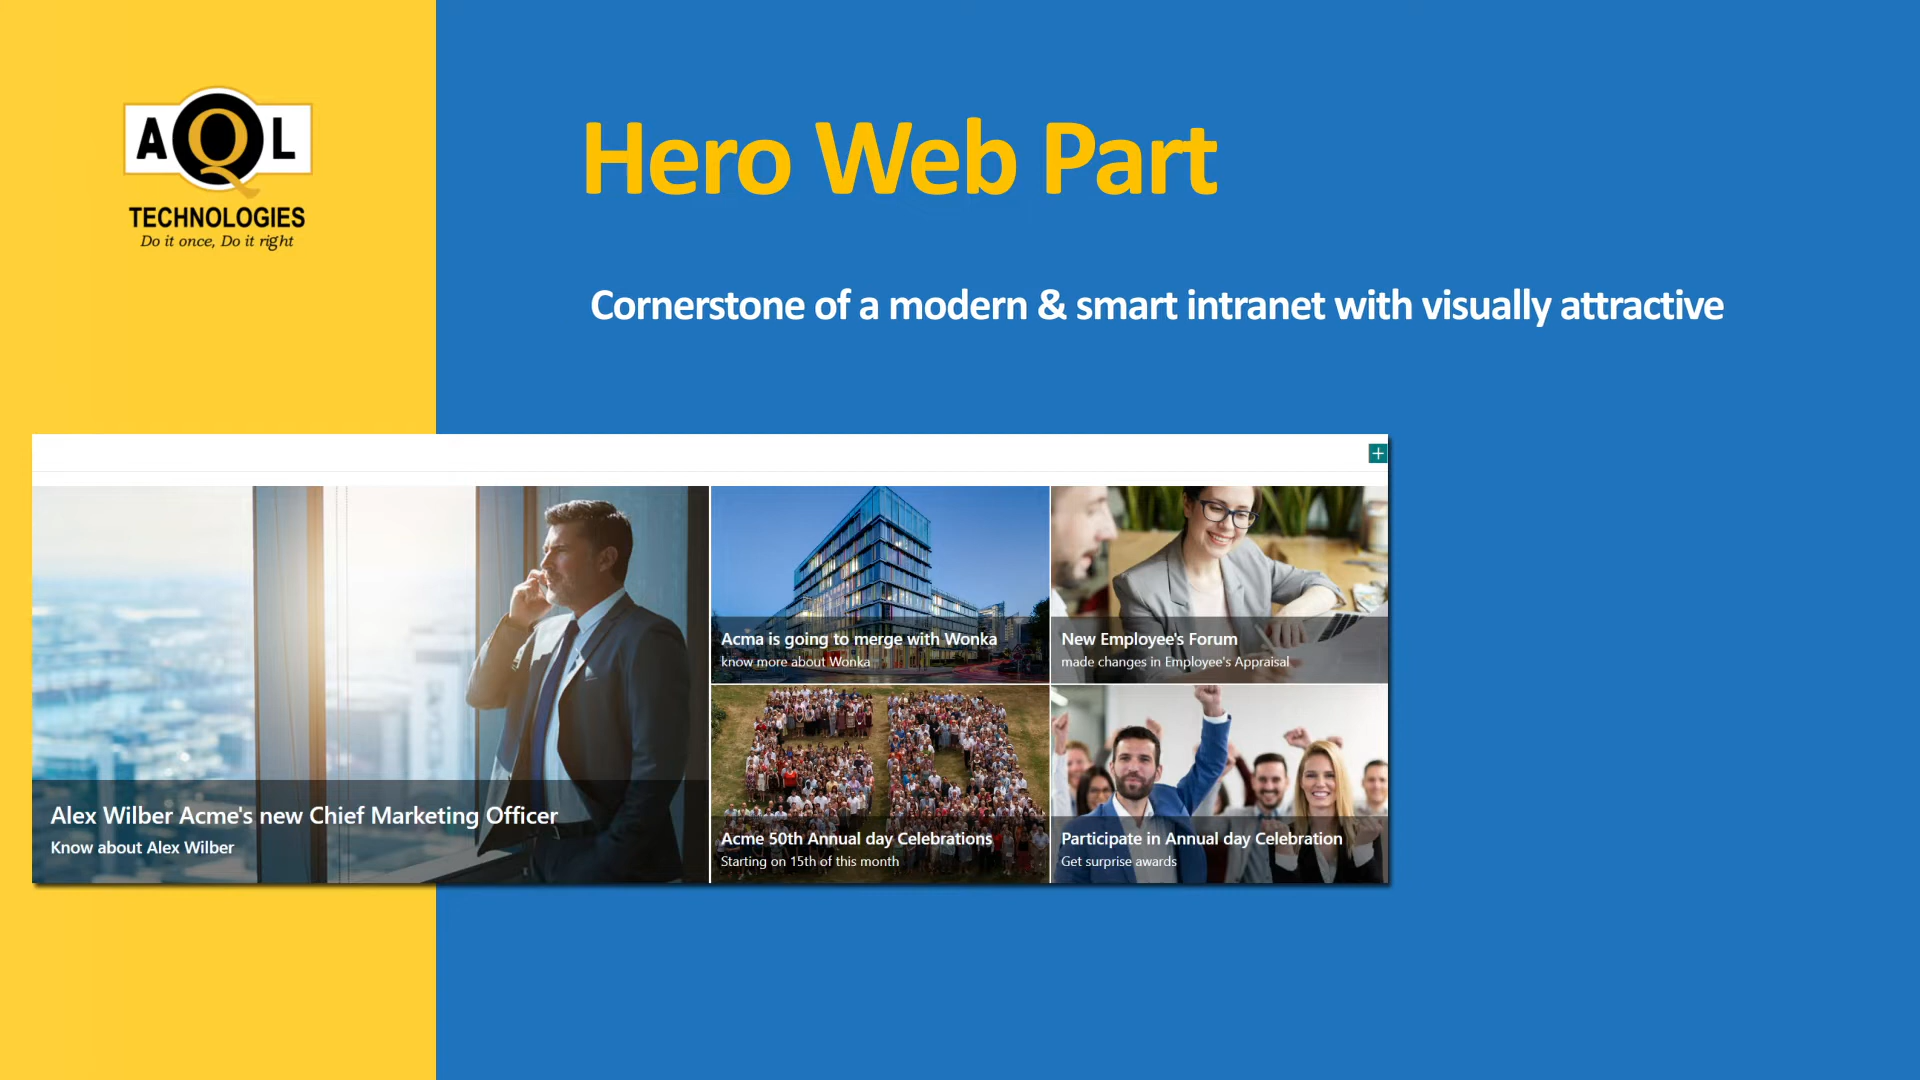 AQL
TECHNOLOGIES
Do it once, Do it right
Hero Web Part
Cornerstone of a modern & smart intranet with visually attractive
Alex Wilber Acme's new Chief Marketing Officer
Know about Alex Wilber
Acma is going to merge with Wonka
know more about Wonka
New Employee's Forum
made changes in Employee's Appraisal
Acme 50th Annual day Celebrations
Starting on 15th of this month
Participate in Annual day Celebration
Get surprise awards